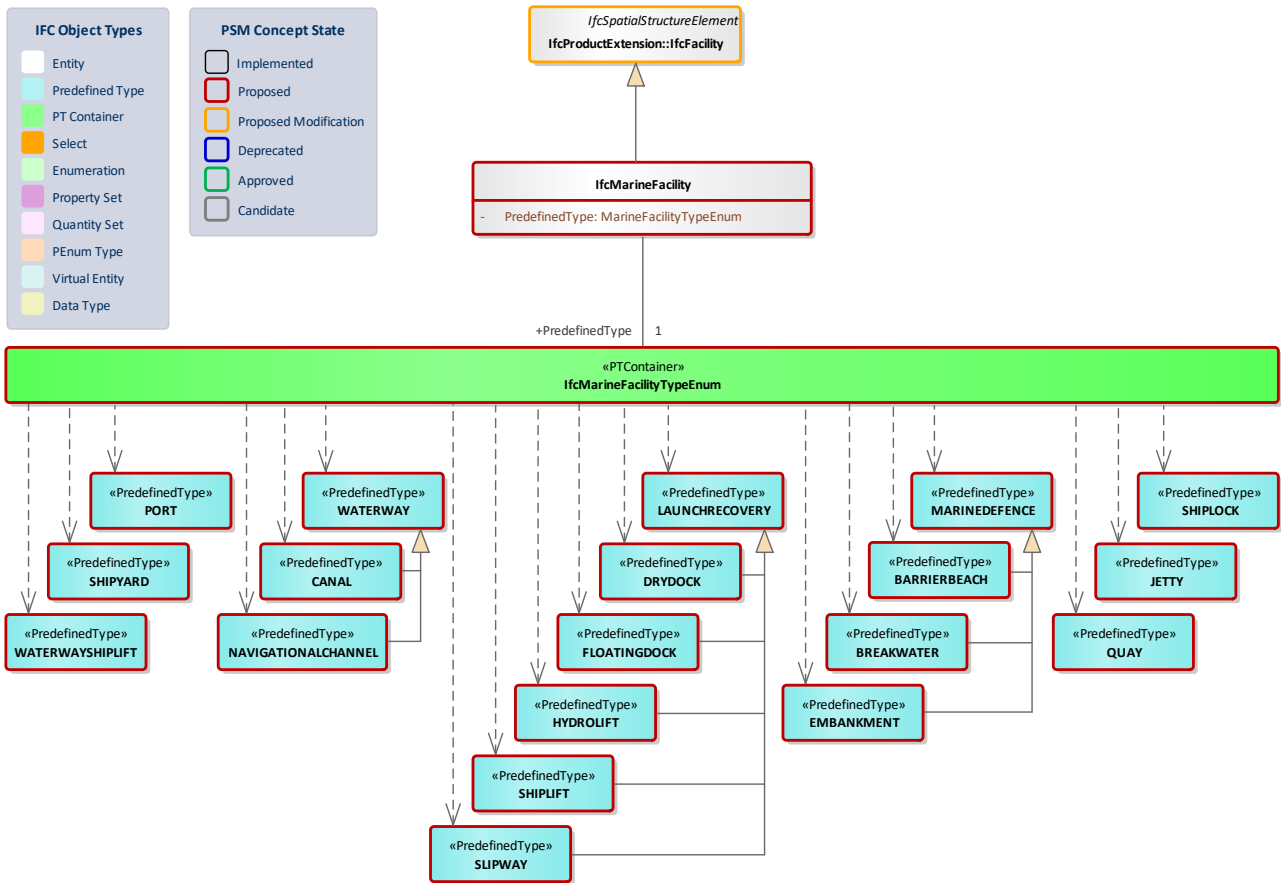 IFC Object Types
Entity
Predefined Type
PT Container
Select
Enumeration
Property Set
Quantity Set
PEnum Type
Virtual Entity
Data Type
PSM Concept State
Implemented
Proposed
Proposed Modification
Deprecated
Approved
Candidate
IfcSpatialStructureElement
IfcProductExtension::IfcFacility
IfcMarineFacility
- PredefinedType: MarineFacilityTypeEnum
+PredefinedType 1
«PTContainer»
IfcMarineFacilityTypeEnum
«PredefinedType»
PORT
«PredefinedType»
SHIPYARD
«PredefinedType»
WATERWAYSHIPLIFT
«PredefinedType»
WATERWAY
«PredefinedType»
CANAL
«PredefinedType»
NAVIGATIONALCHANNEL
«PredefinedType»
LAUNCHRECOVERY
«PredefinedType»
DRYDOCK
«PredefinedType»
FLOATINGDOCK
«PredefinedType»
HYDROLIFT
«PredefinedType»
SHIPLIFT
«PredefinedType»
SLIPWAY
«PredefinedType»
MARINEDEFENCE
«PredefinedType»
BARRIERBEACH
«PredefinedType»
BREAKWATER
«PredefinedType»
EMBANKMENT
«PredefinedType»
SHIPLOCK
«PredefinedType»
JETTY
«PredefinedType»
QUAY